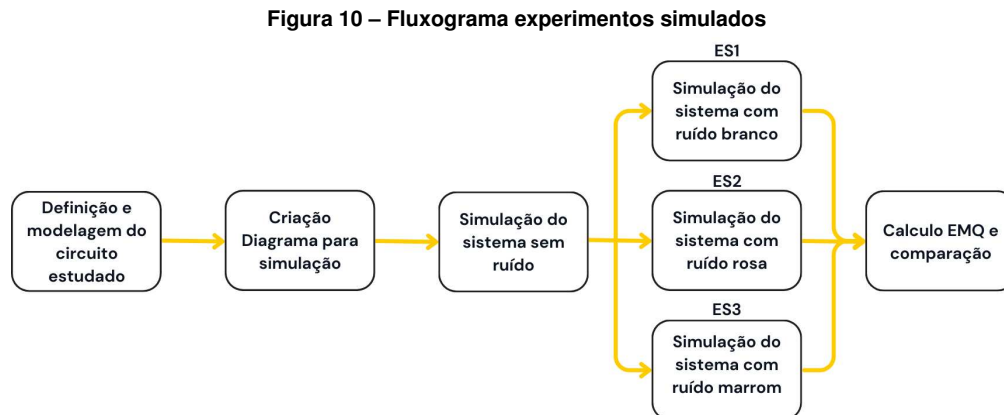 Figura 10 – Fluxograma experimentos simulados
Definição e
modelagem do
circuito
estudado
Criação
Diagrama para
simulação
Simulação do
sistema sem
ruído
ES1
Simulação do
sistema com
ruído branco
ES2
Simulação do
sistema com
ruído rosa
ES3
Simulação do
sistema com
ruído marrom
Calculo EMQ e
comparação